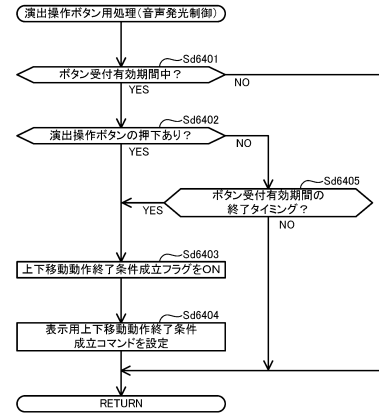 演出操作ボタン用処理(音声発光制御)
Sd6401
ボタン受付有効期間中？
YES
NO
Sd6402
演出操作ボタンの押下あり？
YES
NO
Sd6405
ボタン受付有効期間の
終了タイミング？
YES
NO
Sd6403
上下移動動作終了条件成立フラグをON
Sd6404
表示用上下移動動作終了条件
成立コマンドを設定
RETURN